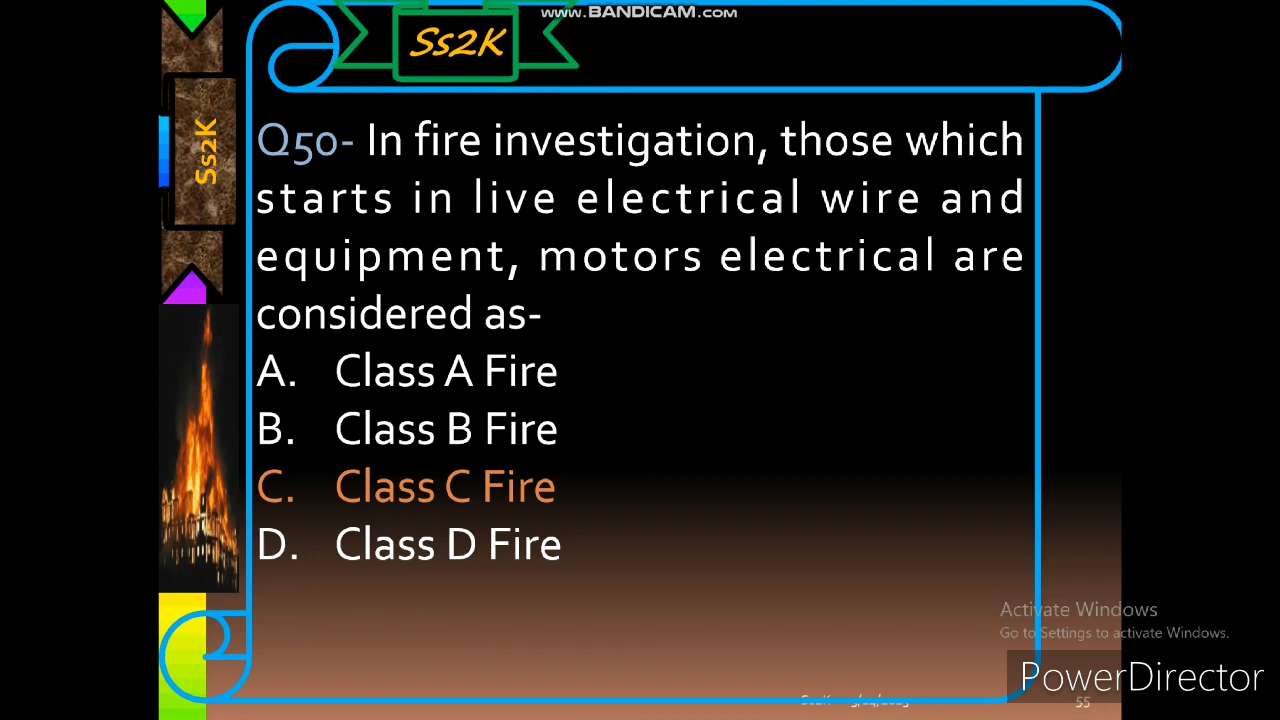 www.BANDICAM.com
Ss2K
Ss2K
Q50- In fire investigation, those which
starts in live electrical wire and
equipment, motors electrical are
considered as-
A. Class A Fire
B. Class B Fire
C. Class C Fire
D. Class D Fire
Activate Windows
Go to Settings to activate Windows.
PowerDirector
Ss2K
55